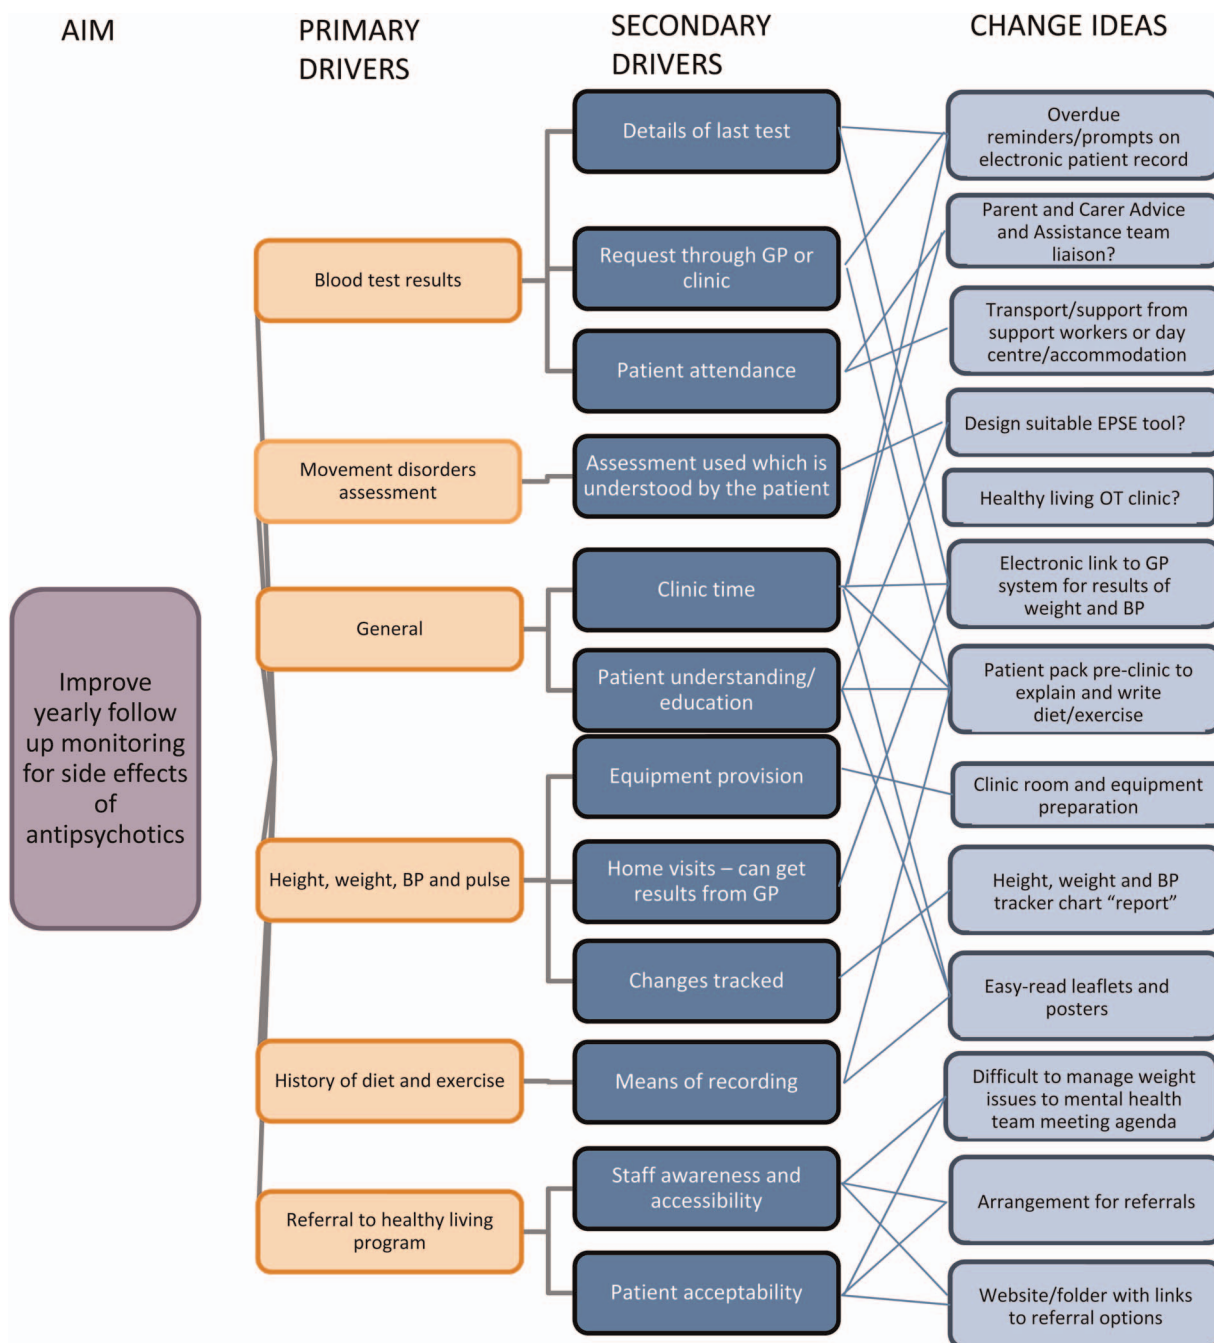 AIM
PRIMARY
DRIVERS
SECONDARY
DRIVERS
CHANGE IDEAS
Improve
yearly follow
up monitoring
for side effects
of
antipsychotics
Blood test results
Movement disorders
assessment
General
Height, weight, BP and pulse
History of diet and exercise
Referral to healthy living
program
Details of last test
Request through GP or
clinic
Patient attendance
Assessment used which is
understood by the patient
Clinic time
Patient understanding/
education
Equipment provision
Home visits – can get
results from GP
Changes tracked
Means of recording
Staff awareness and
accessibility
Patient acceptability
Overdue
reminders/prompts on
electronic patient record
Parent and Carer Advice
and Assistance team
liaison?
Transport/support from
support workers or day
centre/accommodation
Design suitable EPSE tool?
Healthy living OT clinic?
Electronic link to GP
system for results of
weight and BP
Patient pack pre-clinic to
explain and write
diet/exercise
Clinic room and equipment
preparation
Height, weight and BP
tracker chart “report”
Easy-read leaflets and
posters
Difficult to manage weight
issues to mental health
team meeting agenda
Arrangement for referrals
Website/folder with links
to referral options